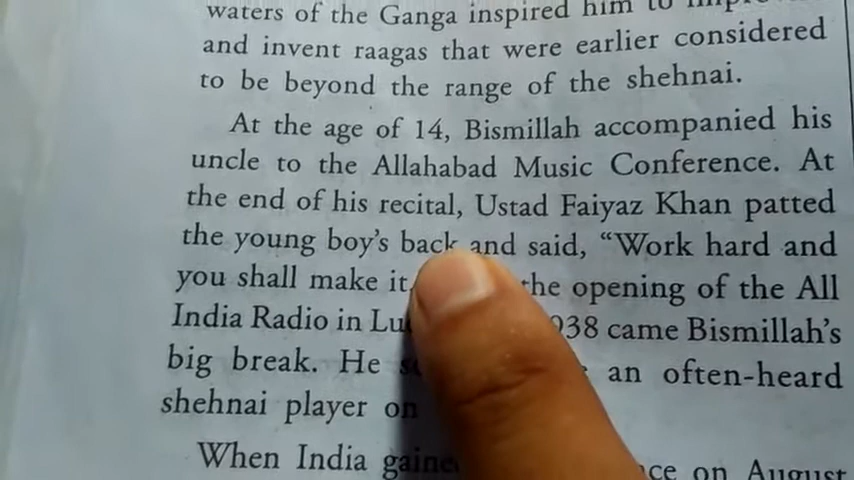 waters of the Ganga inspired him to
and invent raagas that were earlier considered
to be beyond the range of the shehnai.
At the age of 14, Bismillah accompanied his
uncle to the Allahabad Music Conference. At
the end of his recital, Ustad Faiyaz Khan patted
the young boy's back and said, “Work hard and
you shall make it. the opening of the All
India Radio in 938 came Bismillah's
big break. He an often-heard
shehnai player on
When India on August